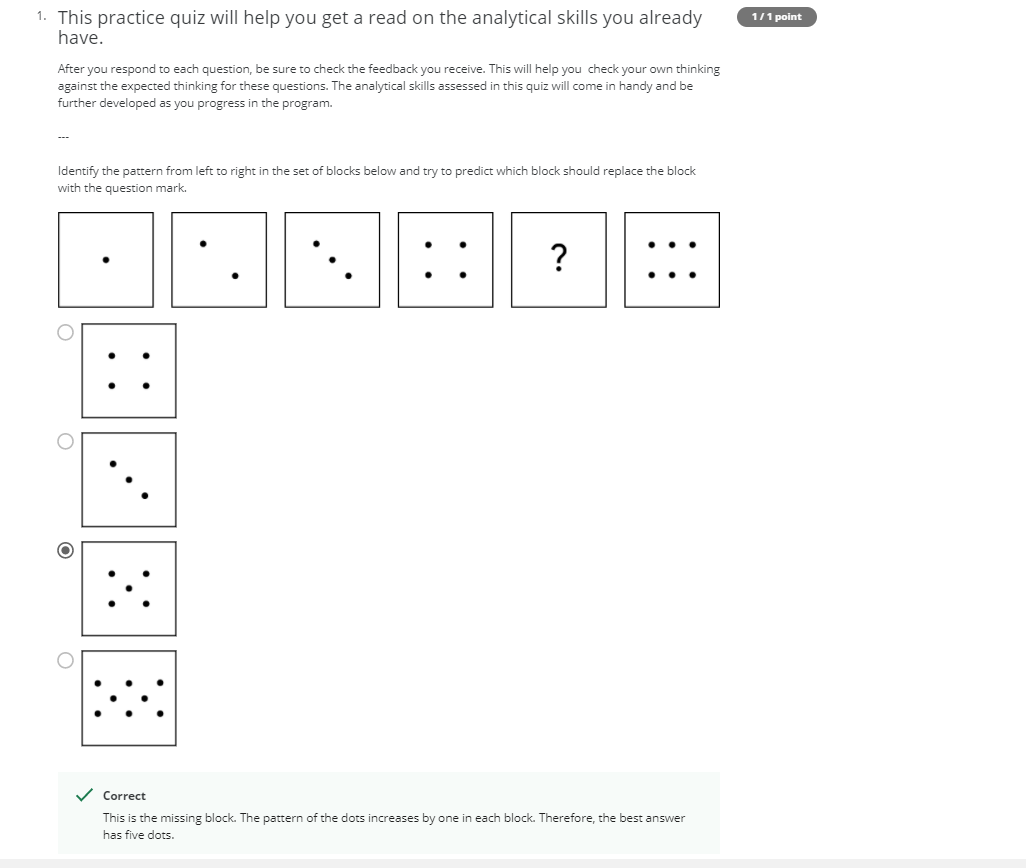 1. This practice quiz will help you get a read on the analytical skills you already
have.
1 / 1 point
After you respond to each question, be sure to check the feedback you receive. This will help you  check your own thinking
against the expected thinking for these questions. The analytical skills assessed in this quiz will come in handy and be
further developed as you progress in the program.
---
Identify the pattern from left to right in the set of blocks below and try to predict which block should replace the block
with the question mark.
?
Correct
This is the missing block. The pattern of the dots increases by one in each block. Therefore, the best answer
has five dots.